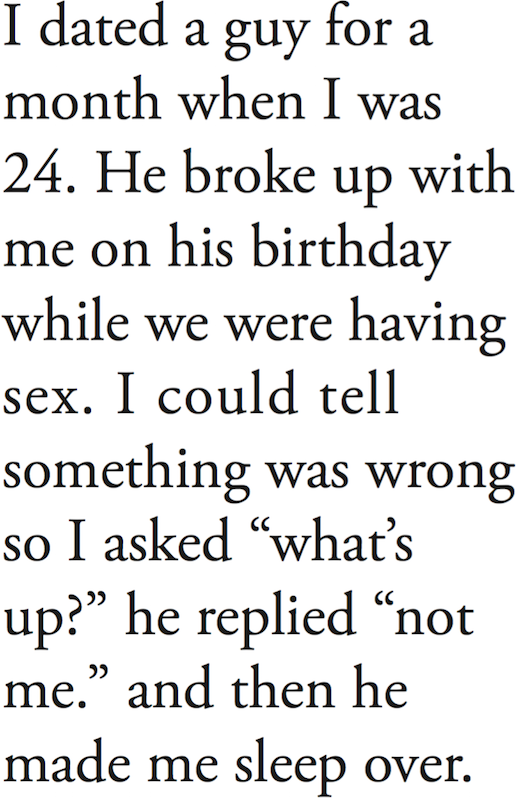 I dated a guy for a
month when I was
24. He broke up with
me on his birthday
while we were having
sex. I could tell
something was wrong
so I asked “what’s
up?” he replied “not
me.” and then he
made me sleep over.